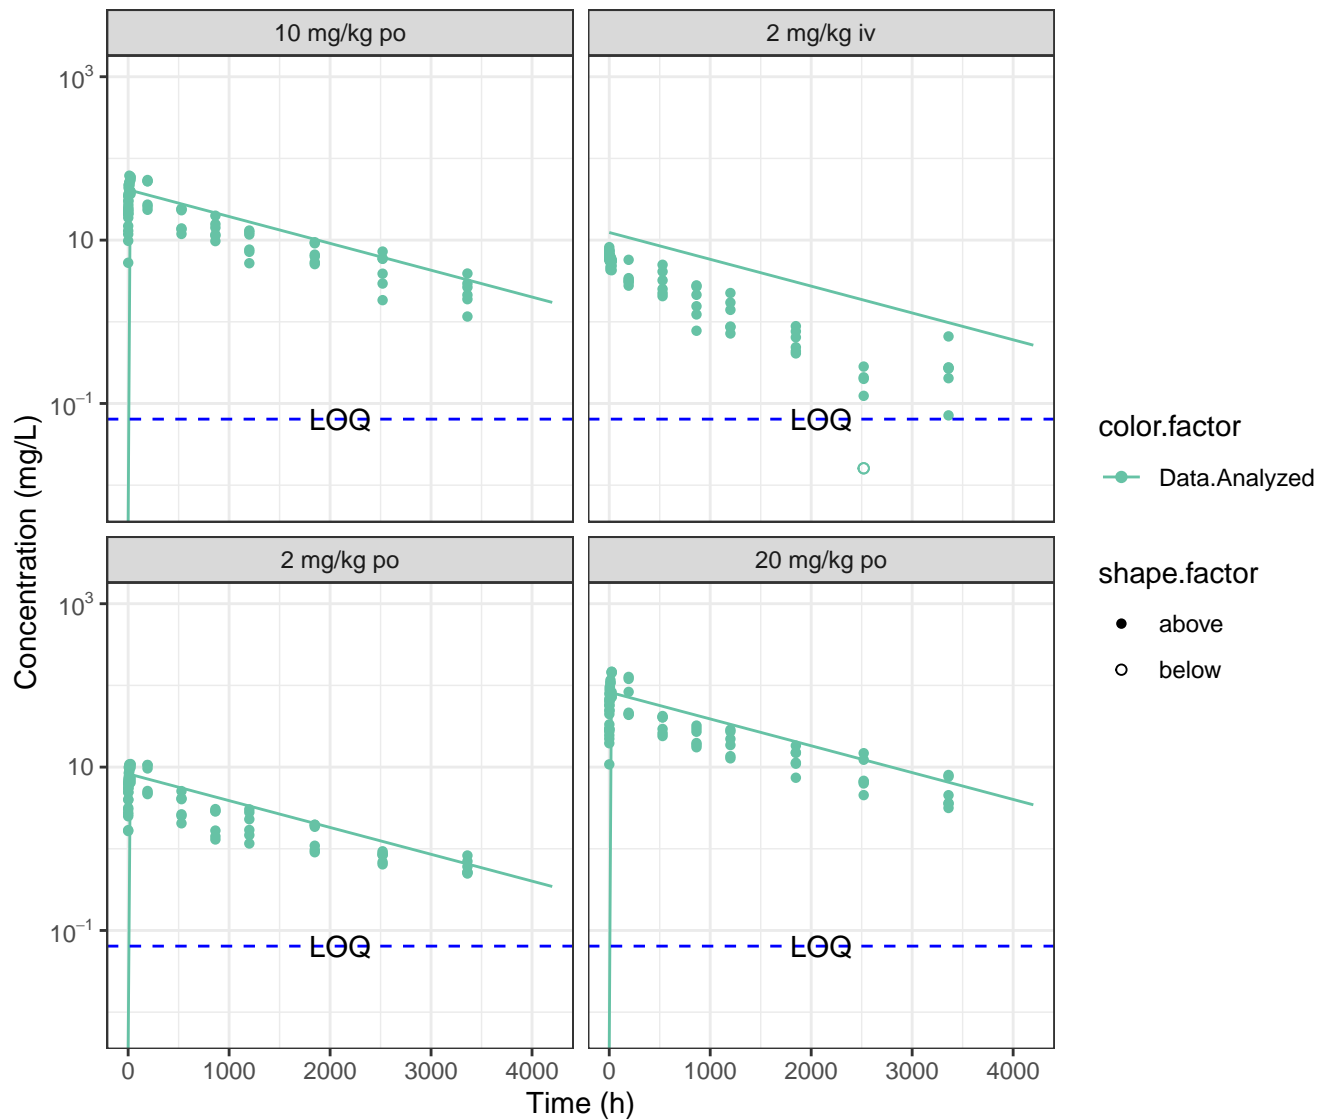 10 mg/kg po
2 mg/kg iv
10³
10
10⁻¹
LOQ
LOQ
2 mg/kg po
20 mg/kg po
10³
10
10⁻¹
LOQ
LOQ
0 1000 2000 3000 4000
0 1000 2000 3000 4000
Time (h)
Concentration (mg/L)
color.factor
Data.Analyzed
shape.factor
above
below